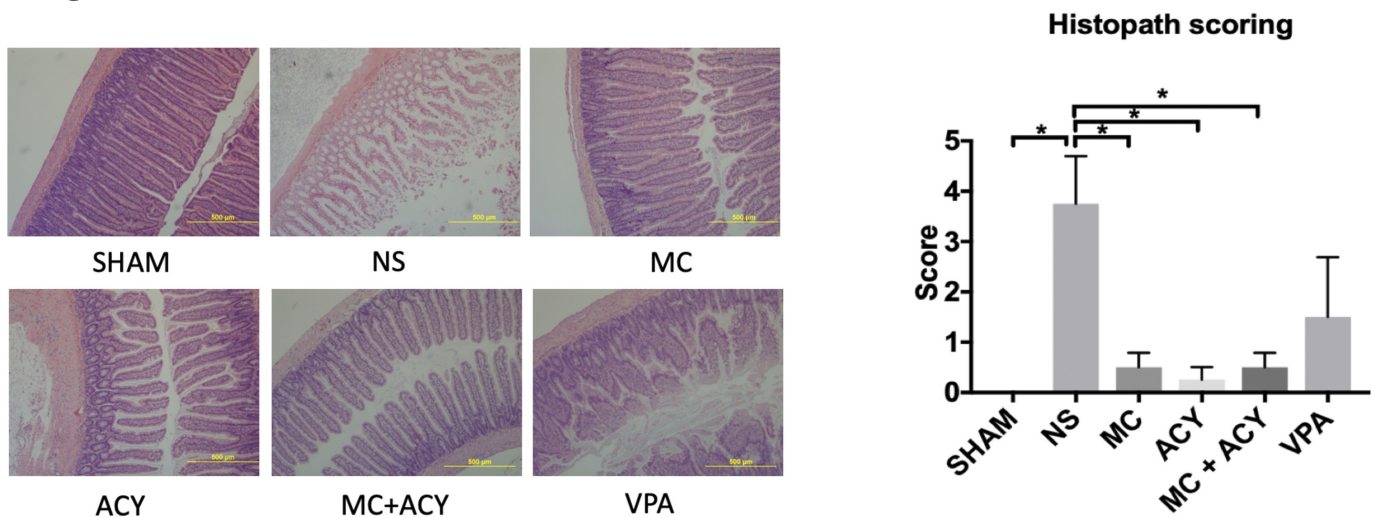 500 µm
500 µm
500 µm
SHAM
NS
MC
500 µm
500 µm
500 µm
ACY
MC+ACY
VPA
Histopath scoring
*
*
*
*
5
4
3
2
1
0
Score
SHAM
NS
MC
ACY
MC + ACY
VPA